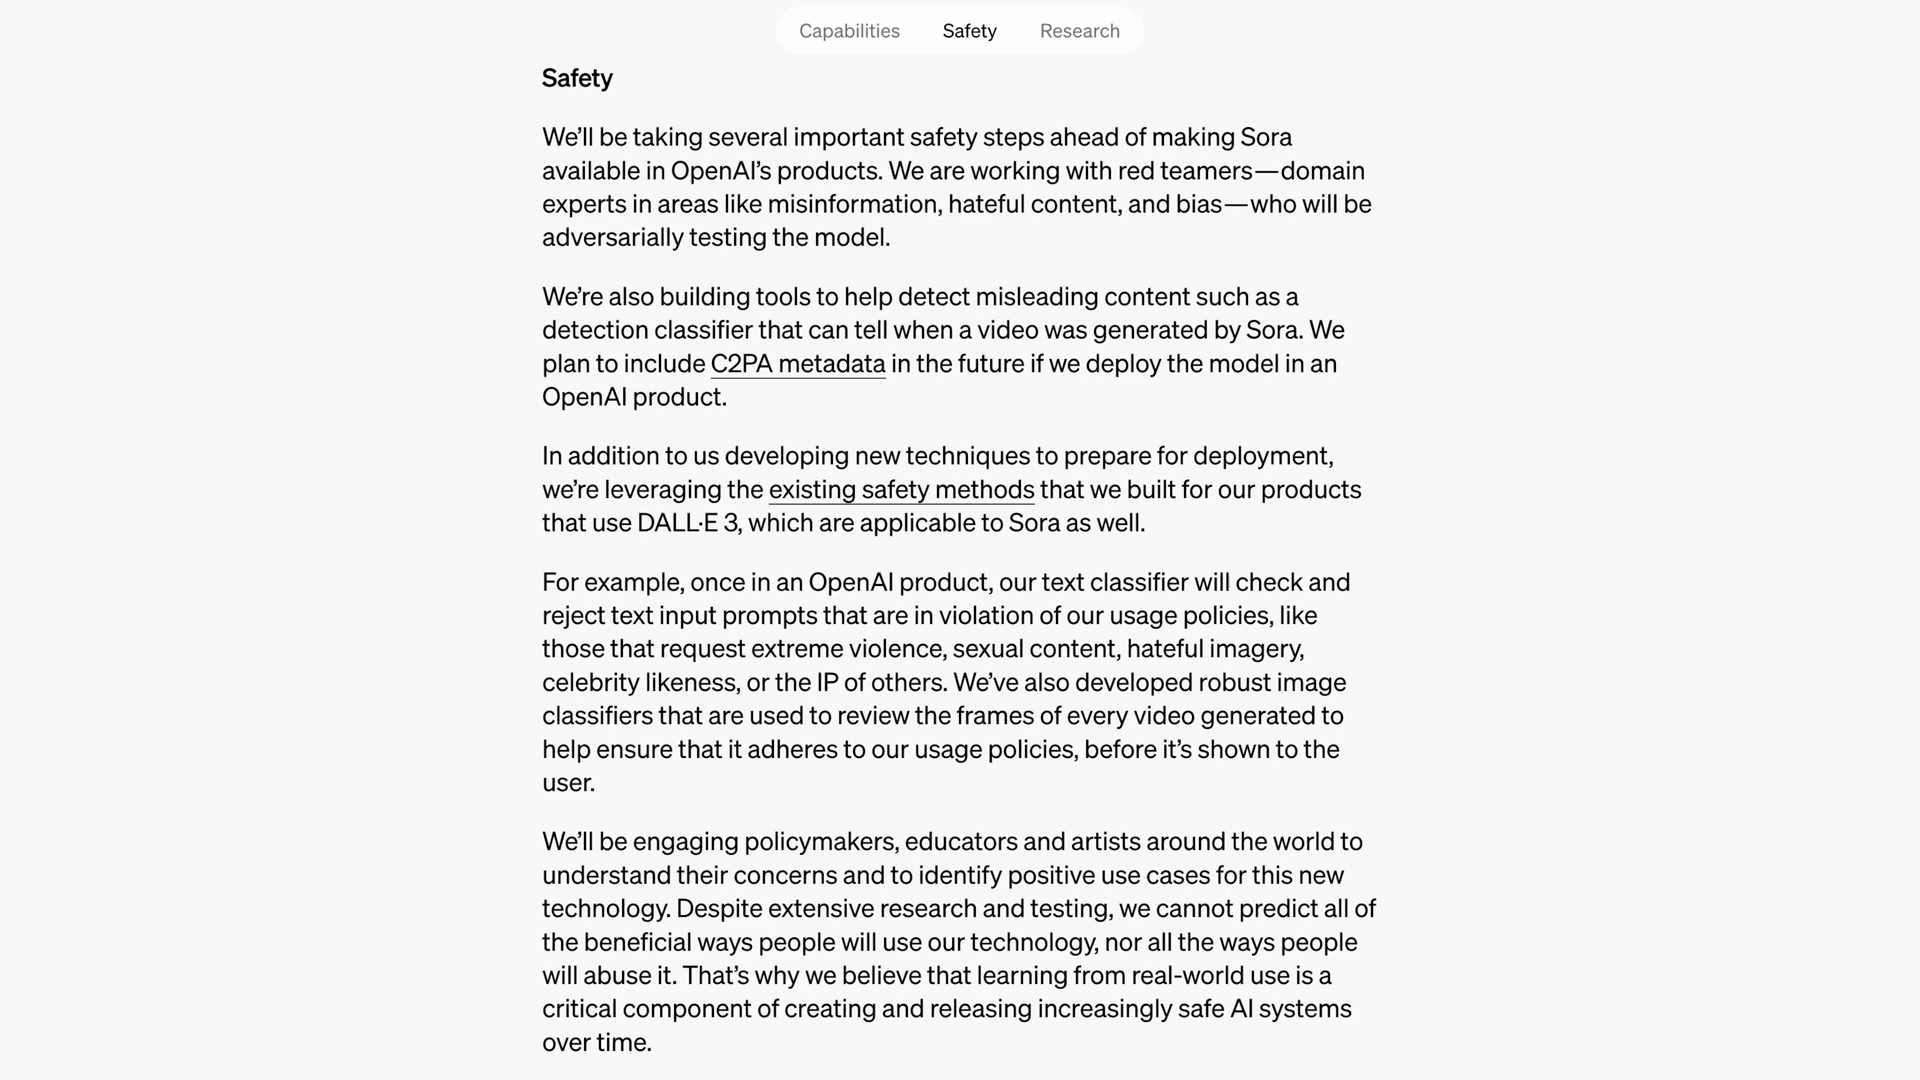 Capabilities Safety Research
Safety
We’ll be taking several important safety steps ahead of making Sora
available in OpenAI’s products. We are working with red teamers—domain
experts in areas like misinformation, hateful content, and bias—who will be
adversarially testing the model.
We’re also building tools to help detect misleading content such as a
detection classifier that can tell when a video was generated by Sora. We
plan to include C2PA metadata in the future if we deploy the model in an
OpenAI product.
In addition to us developing new techniques to prepare for deployment,
we’re leveraging the existing safety methods that we built for our products
that use DALL·E 3, which are applicable to Sora as well.
For example, once in an OpenAI product, our text classifier will check and
reject text input prompts that are in violation of our usage policies, like
those that request extreme violence, sexual content, hateful imagery,
celebrity likeness, or the IP of others. We’ve also developed robust image
classifiers that are used to review the frames of every video generated to
help ensure that it adheres to our usage policies, before it’s shown to the
user.
We’ll be engaging policymakers, educators and artists around the world to
understand their concerns and to identify positive use cases for this new
technology. Despite extensive research and testing, we cannot predict all of
the beneficial ways people will use our technology, nor all the ways people
will abuse it. That’s why we believe that learning from real-world use is a
critical component of creating and releasing increasingly safe AI systems
over time.